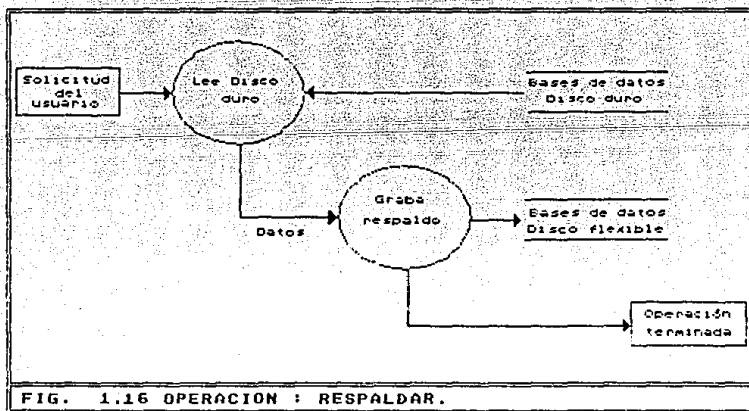 Solicitud
del
usuario
Lee Disco
duro
Bases de datos
Disco duro
Datos
Graba
respaldo
Bases de datos
Disco flexible
Operación
terminada
FIG. 1.16 OPERACION : RESPALDAR.